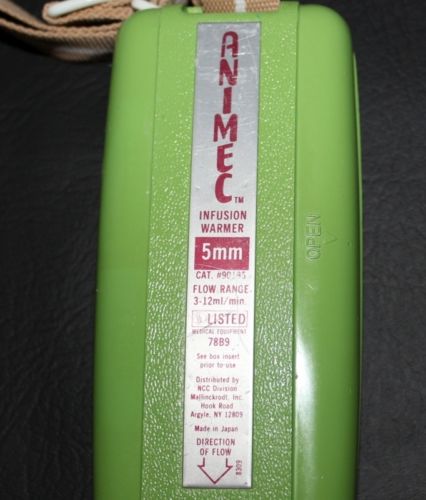 ANIMEC™
INFUSION
WARMER
5mm
CAT. #90145
FLOW RANGE
3-12ml/min.
LISTED
MEDICAL EQUIPMENT
78B9
See box insert
prior to use
Distributed by
NCC Division
Mallinckrodt, Inc.
Hook Road
Argyle, NY 12809
Made in Japan
DIRECTION
OF FLOW
8309
OPEN